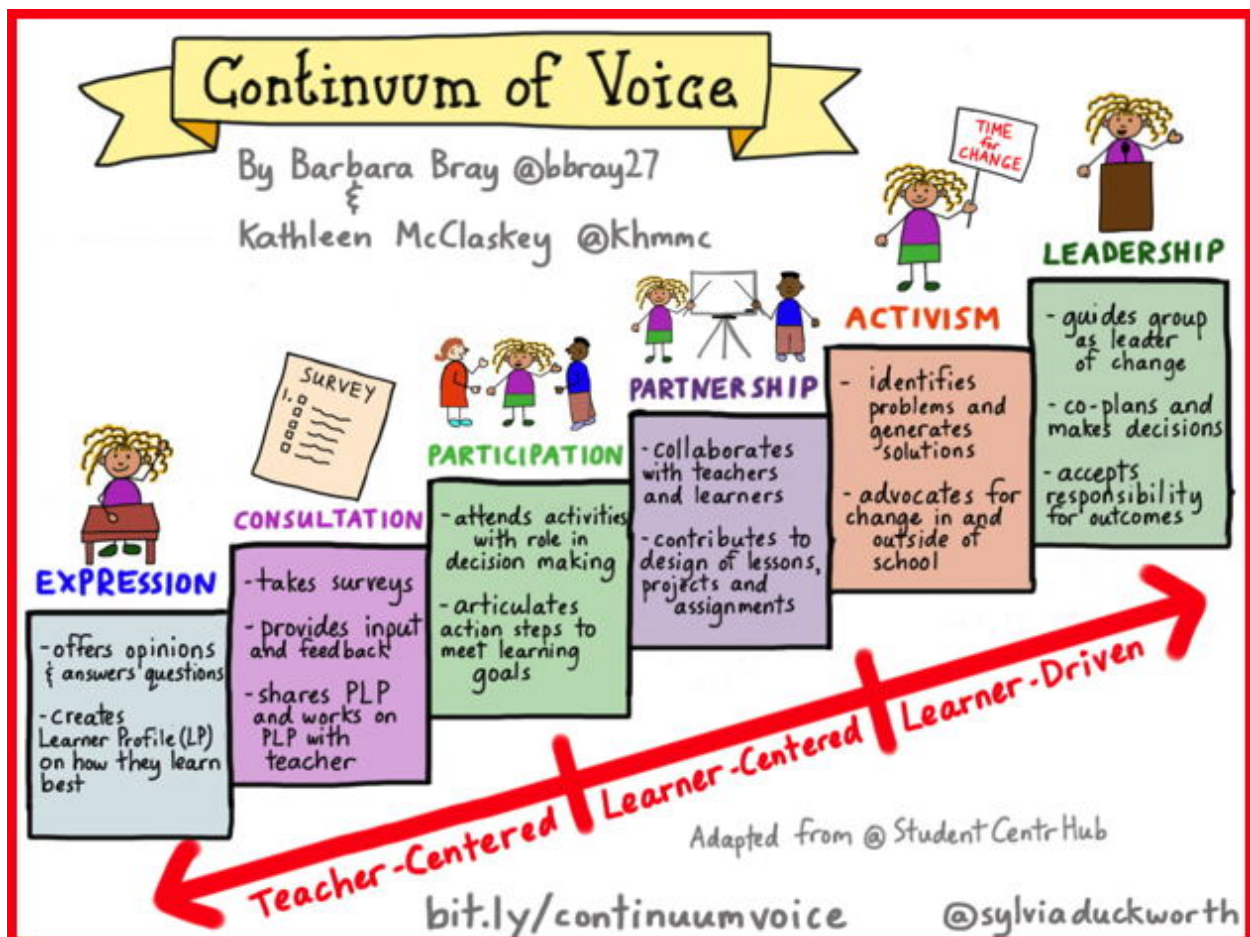 Continuum of Voice
By Barbara Bray @bbray27
&
Kathleen McClaskey @khmmc
EXPRESSION
-offers opinions
& answers questions
-creates
Learner Profile (LP)
on how they learn
best
SURVEY
1.
CONSULTATION
-takes surveys
-provides input
and feedback
-shares PLP
and works on
PLP with
teacher
PARTICIPATION
-attends activities
with role in
decision making
-articulates
action steps to
meet learning
goals
PARTNERSHIP
-collaborates
with teachers
and learners
-contributes to
design of lessons,
projects and
assignments
TIME
for
CHANGE
ACTIVISM
- identifies
problems and
generates
solutions
-advocates for
change in and
outside of
school
LEADERSHIP
-guides group
as leader
of change
-co-plans and
makes decisions
-accepts
responsibility
for outcomes
Teacher-Centered
Learner-Centered
Learner-Driven
Adapted from @StudentCentrHub
bit.ly/continuumvoice
@sylviaduckworth